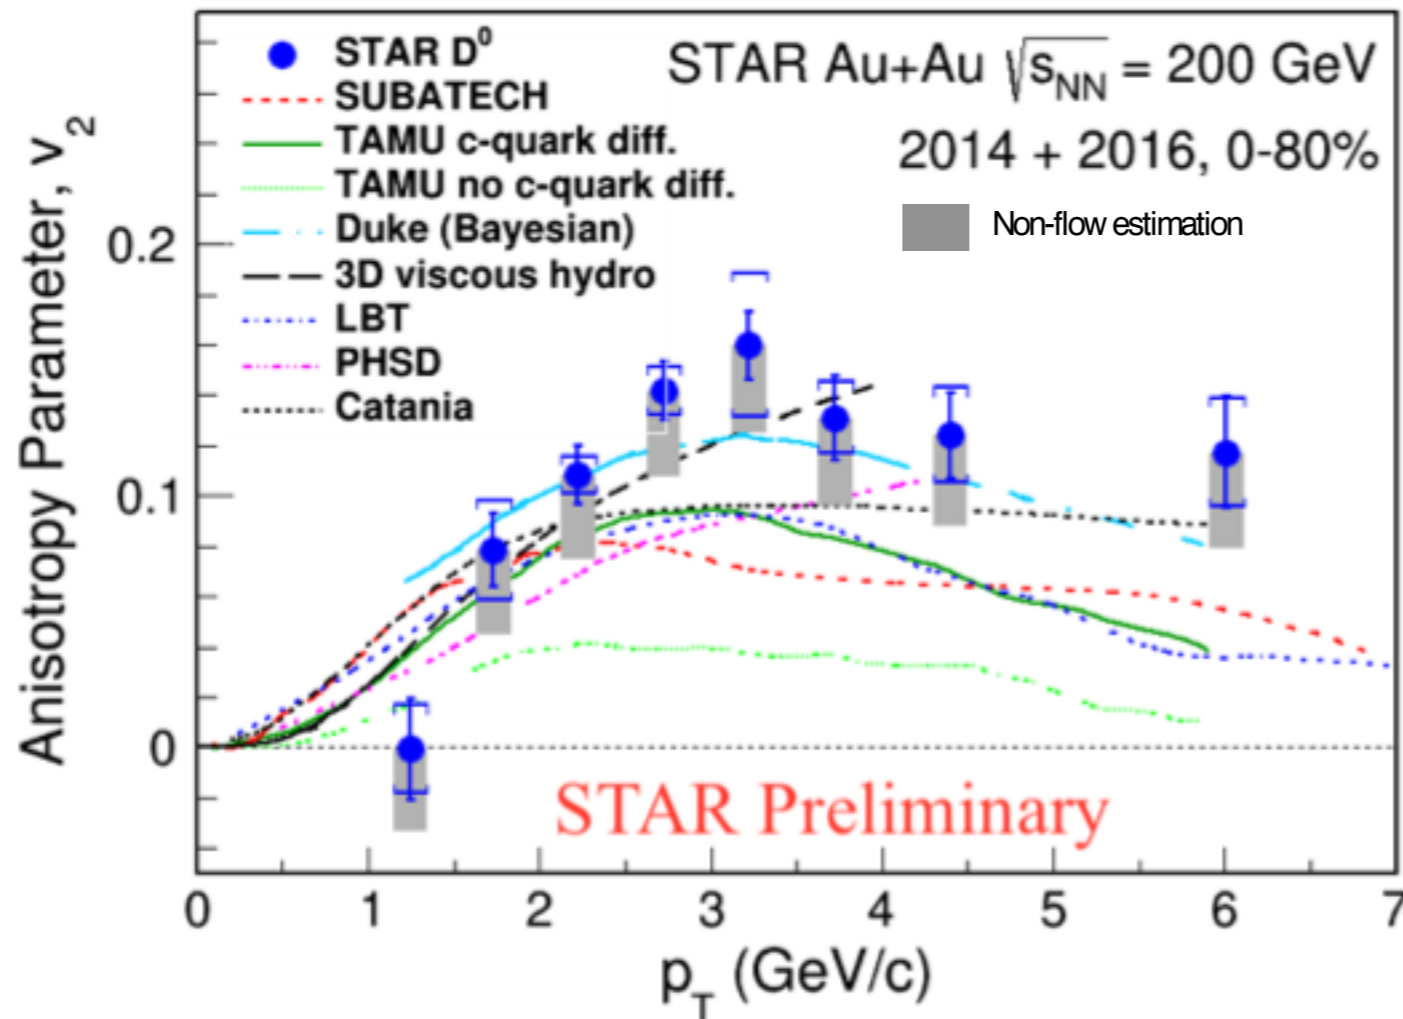 STAR D⁰
SUBATECH
TAMU c-quark diff.
TAMU no c-quark diff.
Duke (Bayesian)
3D viscous hydro
LBT
PHSD
Catania
STAR Au+Au √sNN = 200 GeV
2014 + 2016, 0-80%
Non-flow estimation
Anisotropy Parameter, v₂
0.2
0.1
0
STAR Preliminary
0 1 2 3 4 5 6 7
pT (GeV/c)